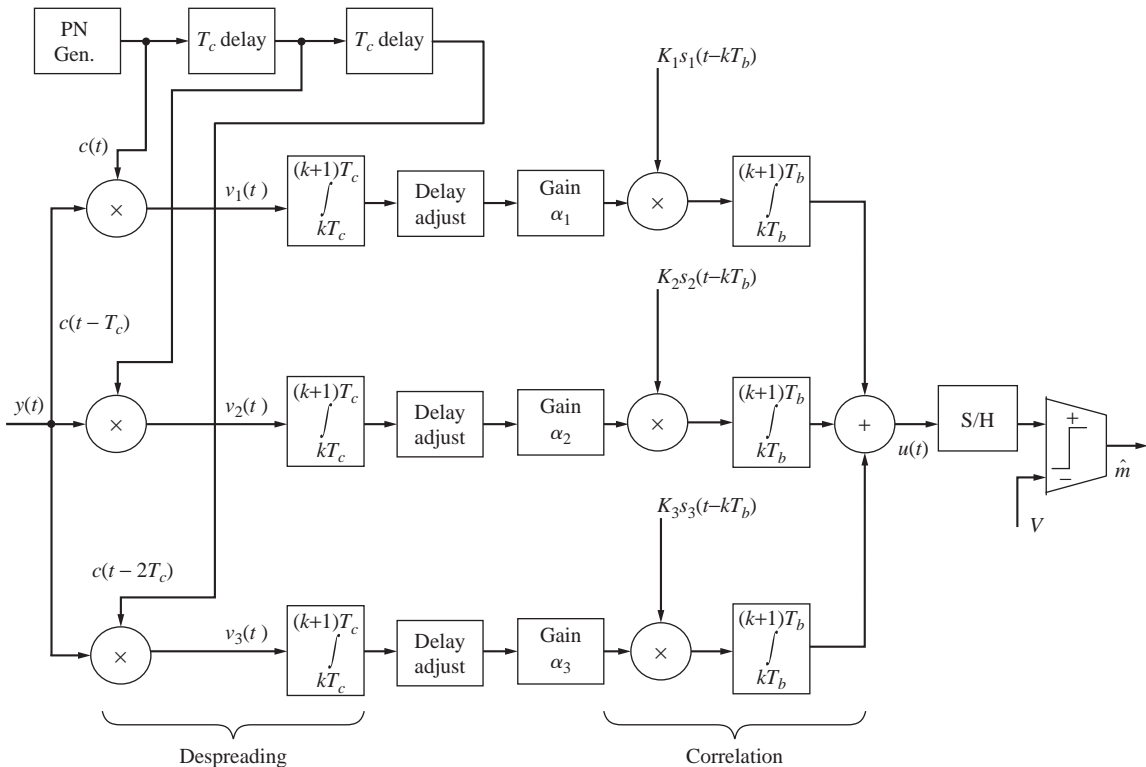 PN
Gen.
T_c delay
T_c delay
K_1s_1(t–kT_b)
c(t)
(k+1)T_c
∫
kT_c
(k+1)T_b
∫
kT_b
v_1(t )
Delay
adjust
Gain
α_1
×
×
K_2s_2(t–kT_b)
c(t – T_c)
(k+1)T_c
∫
kT_c
(k+1)T_b
∫
kT_b
y(t)
v_2(t )
Delay
adjust
Gain
α_2
×
×
+
S/H
+
–
u(t)
m̂
V
K_3s_3(t–kT_b)
c(t – 2T_c)
(k+1)T_c
∫
kT_c
(k+1)T_b
∫
kT_b
v_3(t )
Delay
adjust
Gain
α_3
×
×
Despreading
Correlation